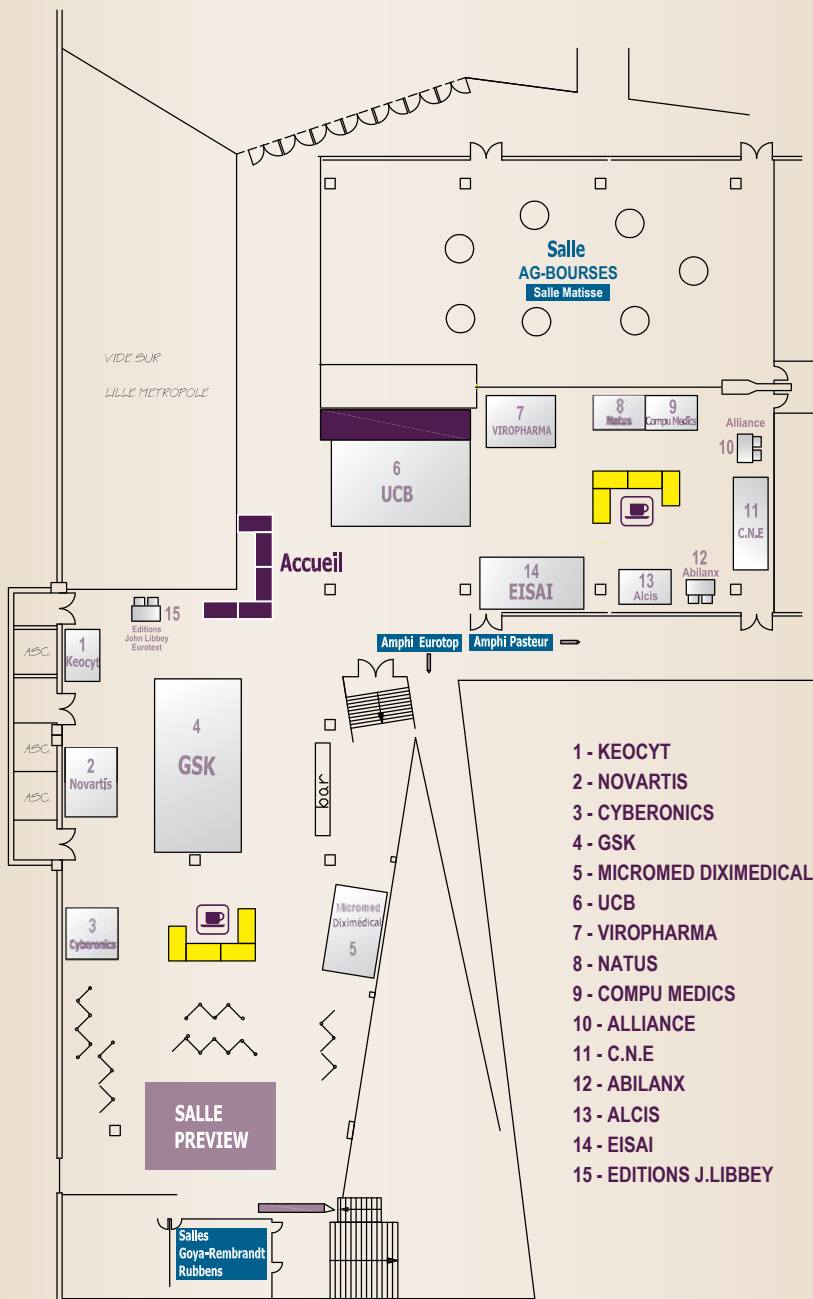 Salle
AG-BOURSES
Salle Matisse
VIDE SUR
LILLE METROPOLE
7
VIROPHARMA
8
Natus
9
Compu Medics
Alliance
10
6
UCB
11
C.N.E
Accueil
14
EISAI
13
Alcis
12
Abilanx
15
Editions
John Libbey
Eurotext
ASC.
1
Keocyt
Amphi Eurotop
Amphi Pasteur
4
GSK
ASC.
2
Novartis
ASC.
bar
1 - KEOCYT
2 - NOVARTIS
3 - CYBERONICS
4 - GSK
5 - MICROMED DIXIMEDICAL
6 - UCB
7 - VIROPHARMA
8 - NATUS
9 - COMPU MEDICS
10 - ALLIANCE
11 - C.N.E
12 - ABILANX
13 - ALCIS
14 - EISAI
15 - EDITIONS J.LIBBEY
3
Cyberonics
Micromed
Diximédical
5
SALLE
PREVIEW
Salles
Goya-Rembrandt
Rubbens